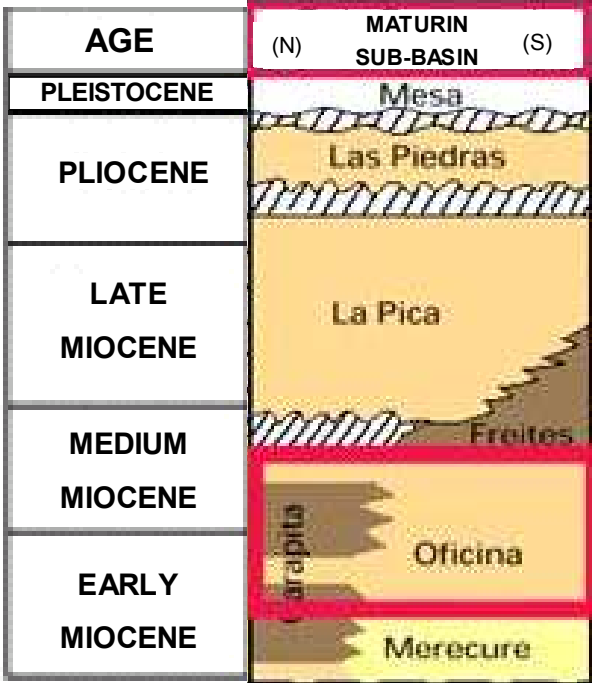 AGE
(N)
MATURIN
SUB-BASIN
(S)
PLEISTOCENE
Mesa
PLIOCENE
Las Piedras
LATE
MIOCENE
La Pica
MEDIUM
MIOCENE
Freites
Carapita
Oficina
EARLY
MIOCENE
Merecure